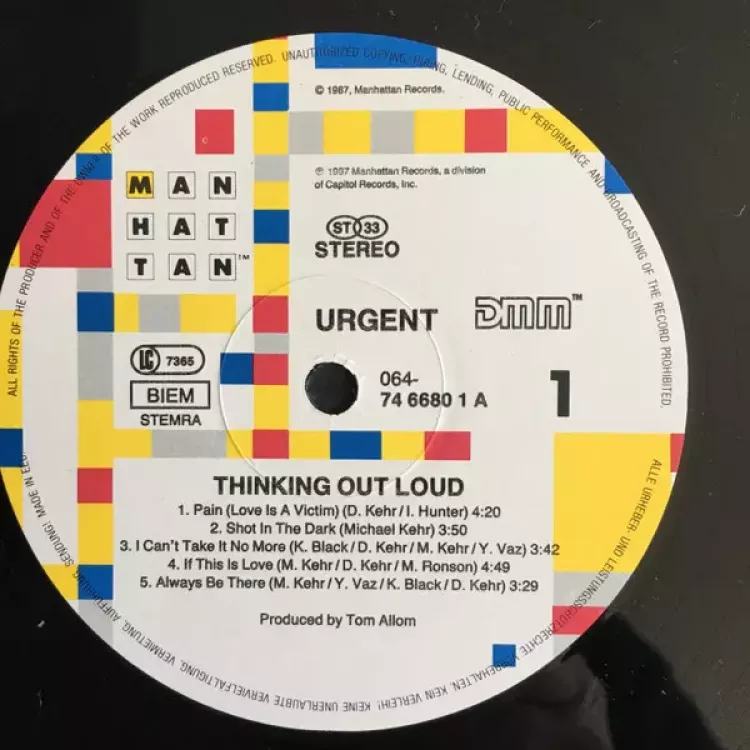 ALL RIGHTS OF THE PRODUCER AND OF THE OWNER OF THE WORK REPRODUCED RESERVED. UNAUTHORIZED COPYING, HIRING, LENDING, PUBLIC PERFORMANCE AND BROADCASTING OF THE RECORD PROHIBITED.
© 1987, Manhattan Records.
℗ 1987 Manhattan Records, a division
of Capitol Records, Inc.
MAN
HAT
TAN™
ST 33
STEREO
URGENT
DMM™
LC 7365
BIEM
STEMRA
064-
74 6680 1 A
1
THINKING OUT LOUD
1. Pain (Love Is A Victim) (D. Kehr / I. Hunter) 4:20
2. Shot In The Dark (Michael Kehr) 3:50
3. I Can't Take It No More (K. Black / D. Kehr / M. Kehr / Y. Vaz) 3:42
4. If This Is Love (M. Kehr / D. Kehr / M. Ronson) 4:49
5. Always Be There (M. Kehr / Y. Vaz / K. Black / D. Kehr) 3:29
Produced by Tom Allom
ALLE URHEBER- UND LEISTUNGSSCHUTZRECHTE VORBEHALTEN. KEIN VERLEIH! KEINE UNERLAUBTE VERVIELFÄLTIGUNG, VERMIETUNG, AUFFÜHRUNG, SENDUNG! MADE IN EEC.